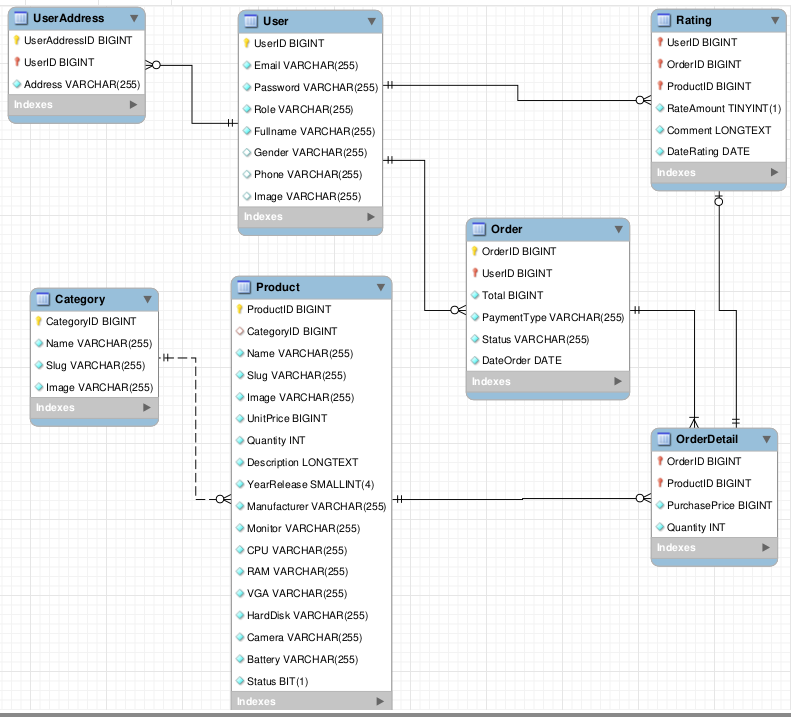 UserAddress
UserAddressID BIGINT
UserID BIGINT
Address VARCHAR(255)
Indexes
User
UserID BIGINT
Email VARCHAR(255)
Password VARCHAR(255)
Role VARCHAR(255)
Fullname VARCHAR(255)
Gender VARCHAR(255)
Phone VARCHAR(255)
Image VARCHAR(255)
Indexes
Rating
UserID BIGINT
OrderID BIGINT
ProductID BIGINT
RateAmount TINYINT(1)
Comment LONGTEXT
DateRating DATE
Indexes
Order
OrderID BIGINT
UserID BIGINT
Total BIGINT
PaymentType VARCHAR(255)
Status VARCHAR(255)
DateOrder DATE
Indexes
Category
CategoryID BIGINT
Name VARCHAR(255)
Slug VARCHAR(255)
Image VARCHAR(255)
Indexes
Product
ProductID BIGINT
CategoryID BIGINT
Name VARCHAR(255)
Slug VARCHAR(255)
Image VARCHAR(255)
UnitPrice BIGINT
Quantity INT
Description LONGTEXT
YearRelease SMALLINT(4)
Manufacturer VARCHAR(255)
Monitor VARCHAR(255)
CPU VARCHAR(255)
RAM VARCHAR(255)
VGA VARCHAR(255)
HardDisk VARCHAR(255)
Camera VARCHAR(255)
Battery VARCHAR(255)
Status BIT(1)
Indexes
OrderDetail
OrderID BIGINT
ProductID BIGINT
PurchasePrice BIGINT
Quantity INT
Indexes